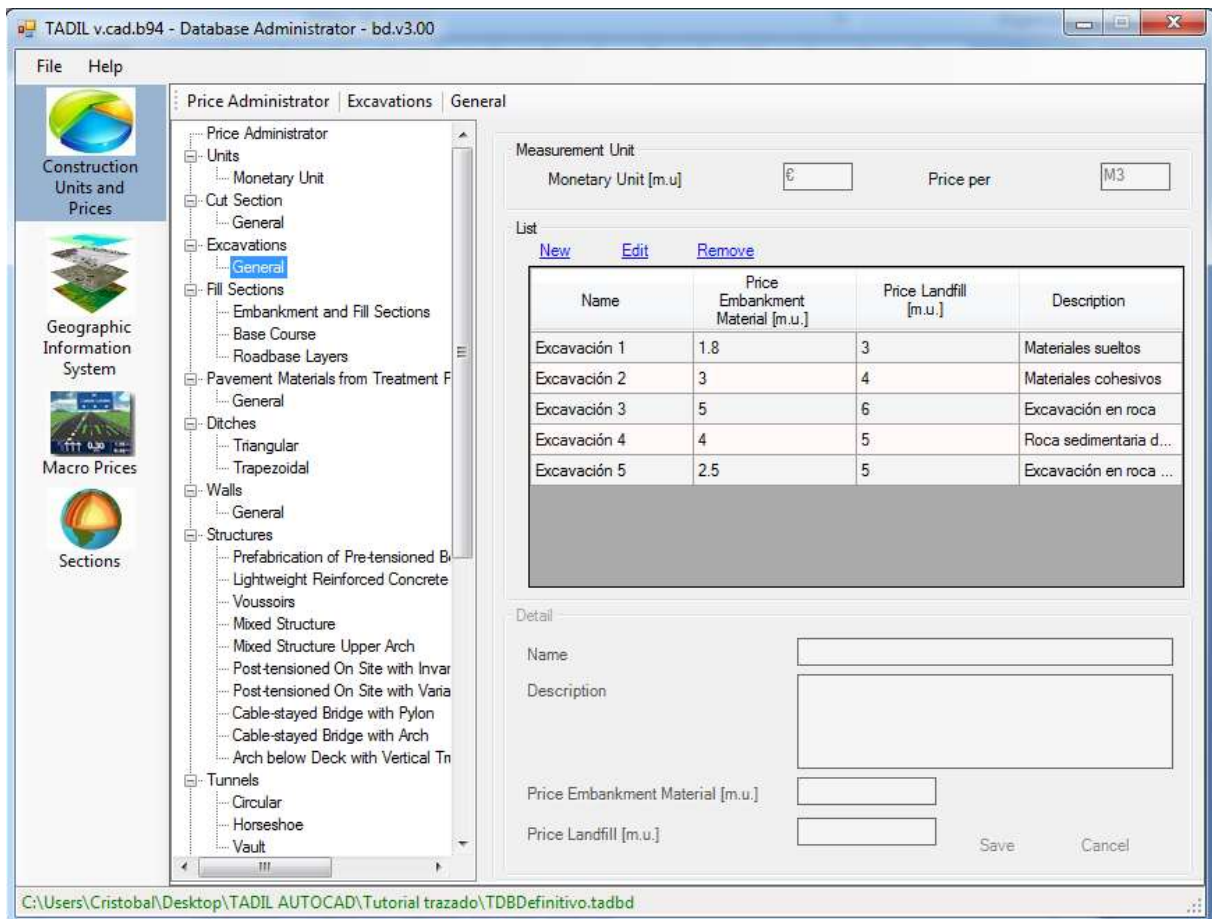 TADIL v.cad.b94 - Database Administrator - bd.v3.00
File Help
Construction
Units and
Prices
Geographic
Information
System
Macro Prices
Sections
Price Administrator Excavations General
Price Administrator
Units
Monetary Unit
Cut Section
General
Excavations
General
Fill Sections
Embankment and Fill Sections
Base Course
Roadbase Layers
Pavement Materials from Treatment
General
Ditches
Triangular
Trapezoidal
Walls
General
Structures
Prefabrication of Pre-tensioned
Lightweight Reinforced Concrete
Voussoirs
Mixed Structure
Mixed Structure Upper Arch
Post-tensioned On Site with Invar
Post-tensioned On Site with Varia
Cable-stayed Bridge with Pylon
Cable-stayed Bridge with Arch
Arch below Deck with Vertical
Tunnels
Circular
Horseshoe
Vault
Measurement Unit
Monetary Unit [m.u] € Price per M3
List
New Edit Remove
Name Price Embankment Material [m.u.] Price Landfill [m.u.] Description
Excavación 1 1.8 3 Materiales sueltos
Excavación 2 3 4 Materiales cohesivos
Excavación 3 5 6 Excavación en roca
Excavación 4 4 5 Roca sedimentaria d...
Excavación 5 2.5 5 Excavación en roca ...
Detail
Name
Description
Price Embankment Material [m.u.]
Price Landfill [m.u.]
Save Cancel
C:\Users\Cristobal\Desktop\TADIL AUTOCAD\Tutorial trazado\TDBDefinitivo.tadbd